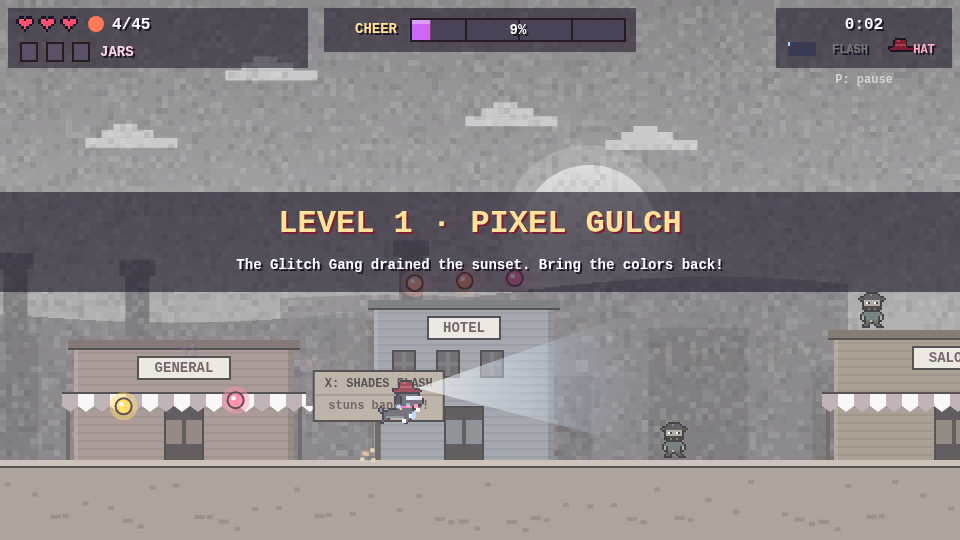 4/45
JARS
CHEER
9%
0:02
FLASH
HAT
P: pause
LEVEL 1 · PIXEL GULCH
The Glitch Gang drained the sunset. Bring the colors back!
HOTEL
GENERAL
SALO
X: SHADES FLASH
stuns